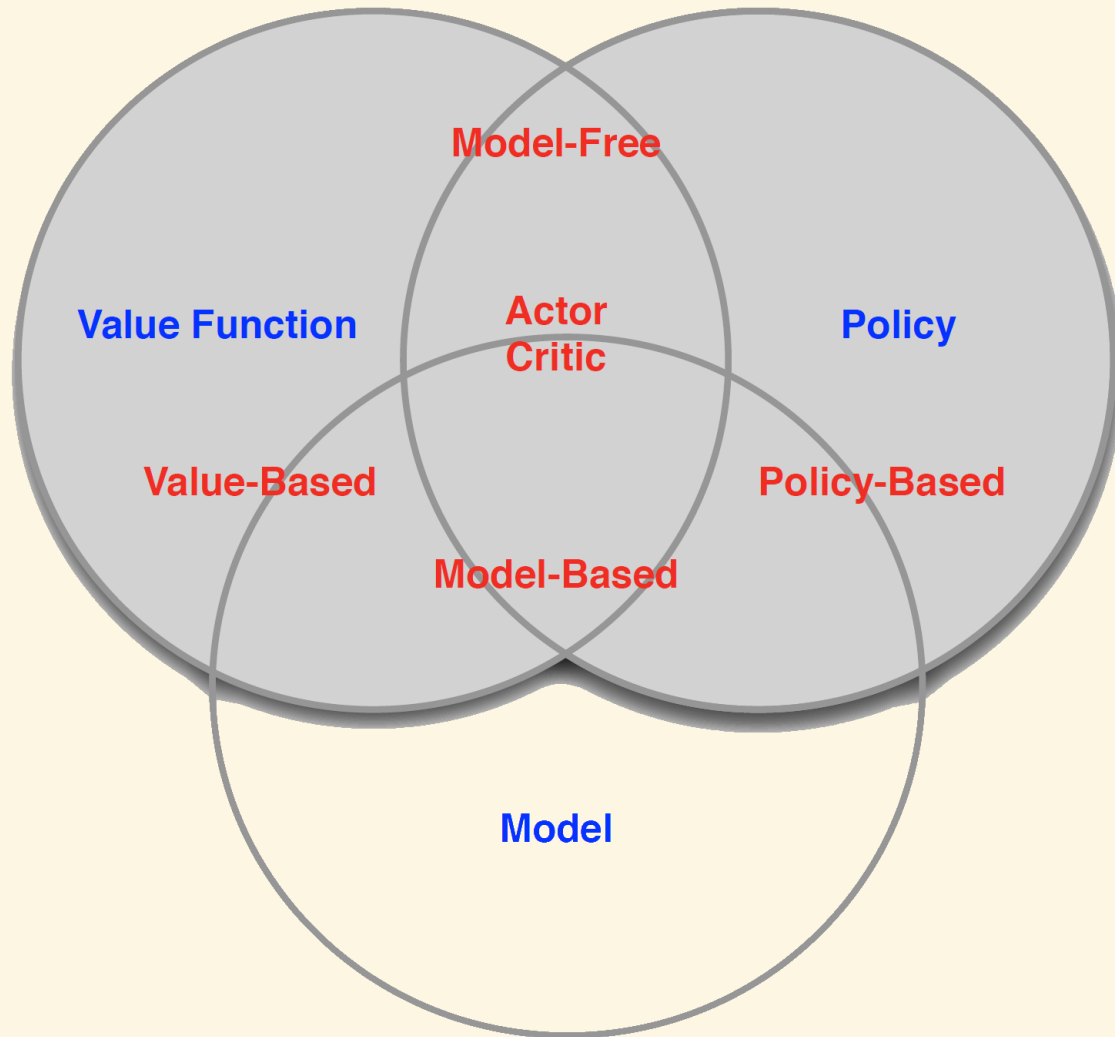 Model-Free
Actor
Critic
Value Function
Policy
Value-Based
Policy-Based
Model-Based
Model